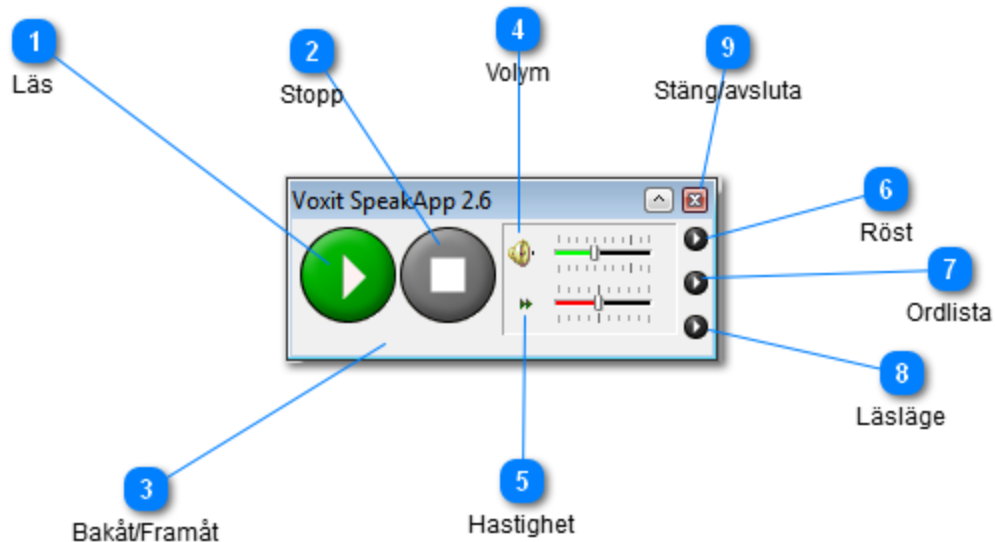 1
Läs
2
Stopp
4
Volym
9
Stäng/avsluta
Voxit SpeakApp 2.6
6
Röst
7
Ordlista
8
Läsläge
3
Bakåt/Framåt
5
Hastighet